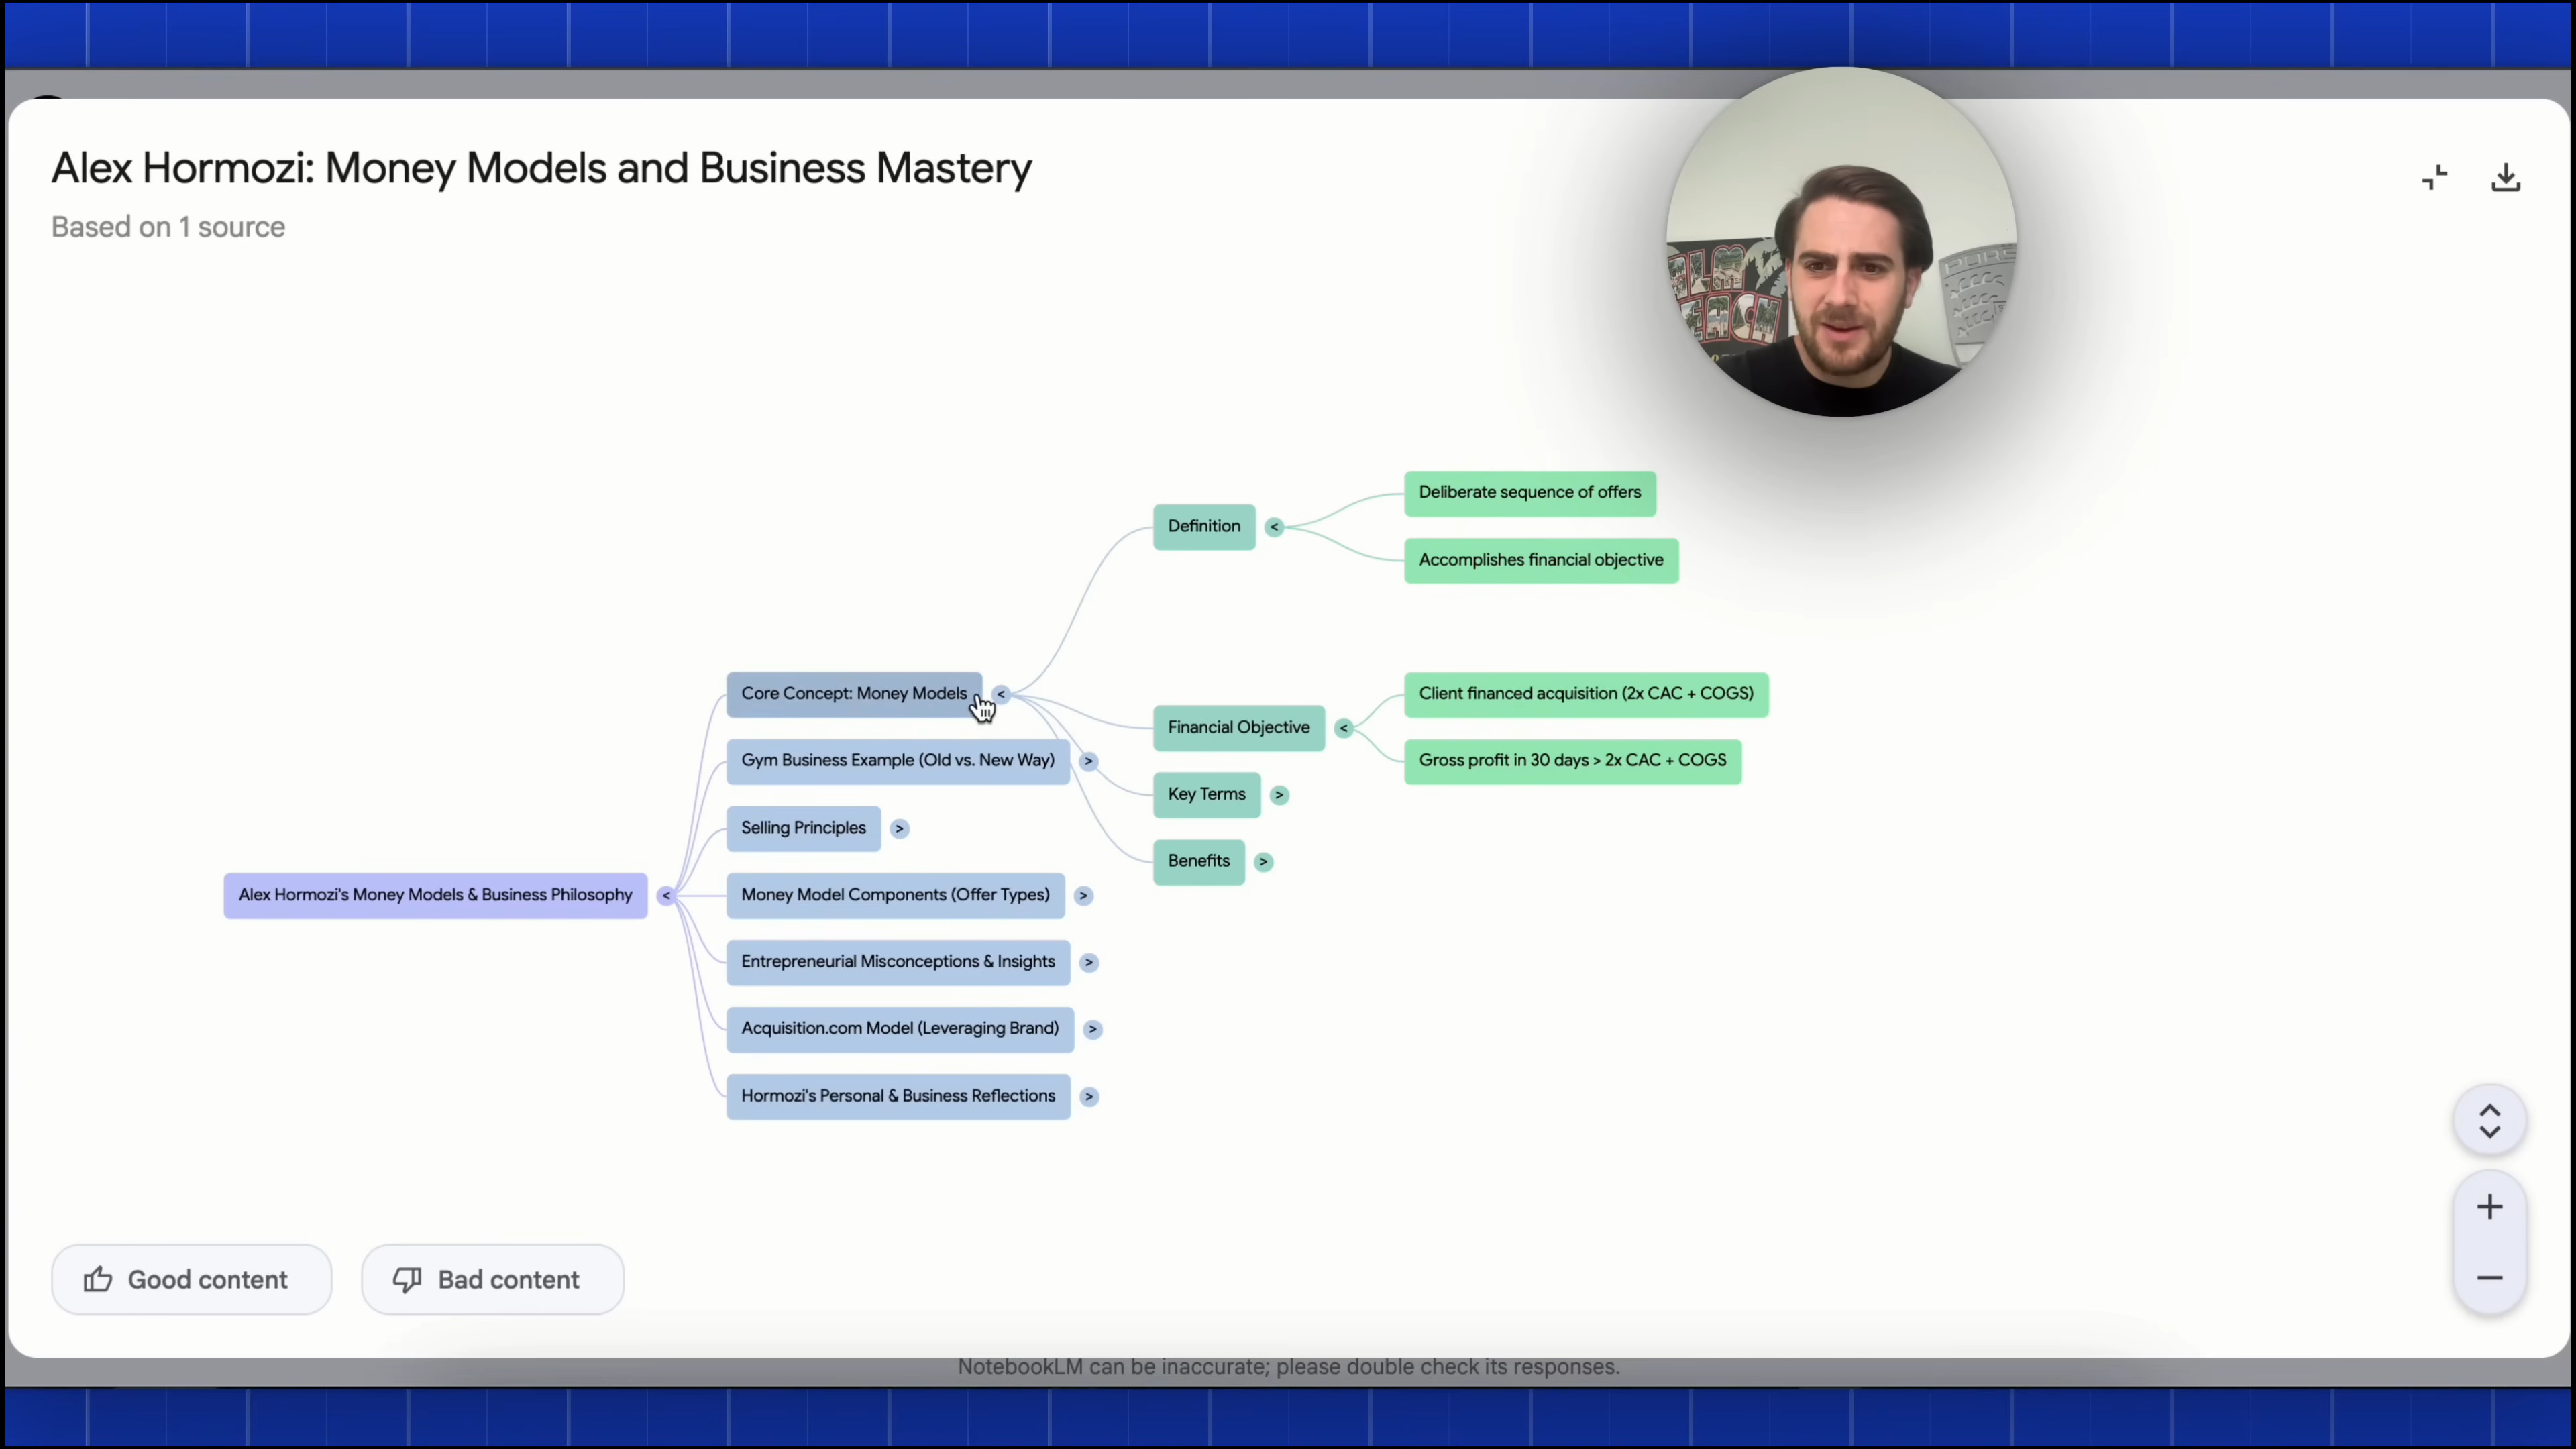 Alex Hormozi: Money Models and Business Mastery
Based on 1 source
PURE
Deliberate sequence of offers
Definition <
Accomplishes financial objective
Core Concept: Money Models <
Client financed acquisition (2x CAC + COGS)
Financial Objective <
Gym Business Example (Old vs. New Way) >
Gross profit in 30 days > 2x CAC + COGS
Key Terms >
Selling Principles >
Benefits >
Alex Hormozi's Money Models & Business Philosophy <
Money Model Components (Offer Types) >
Entrepreneurial Misconceptions & Insights >
Acquisition.com Model (Leveraging Brand) >
Hormozi's Personal & Business Reflections >
Good content
Bad content
NotebookLM can be inaccurate; please double check its responses.